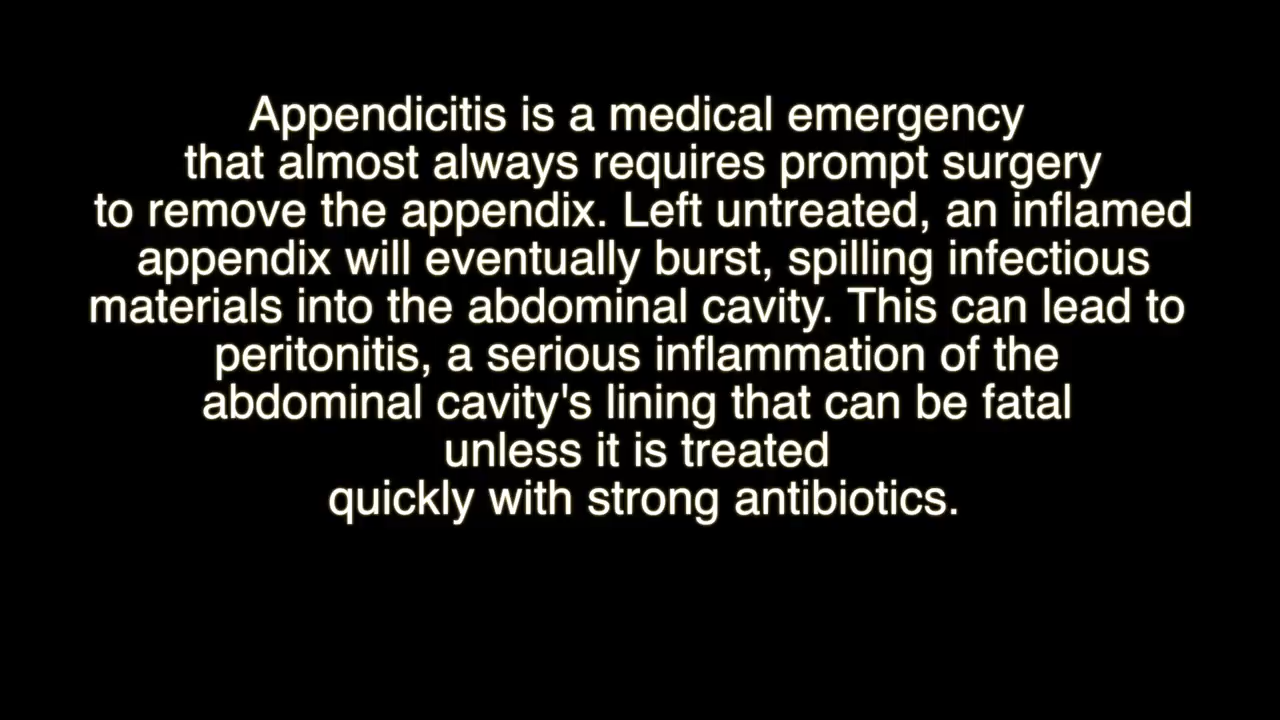 Appendicitis is a medical emergency
that almost always requires prompt surgery
to remove the appendix. Left untreated, an inflamed
appendix will eventually burst, spilling infectious
materials into the abdominal cavity. This can lead to
peritonitis, a serious inflammation of the
abdominal cavity's lining that can be fatal
unless it is treated
quickly with strong antibiotics.